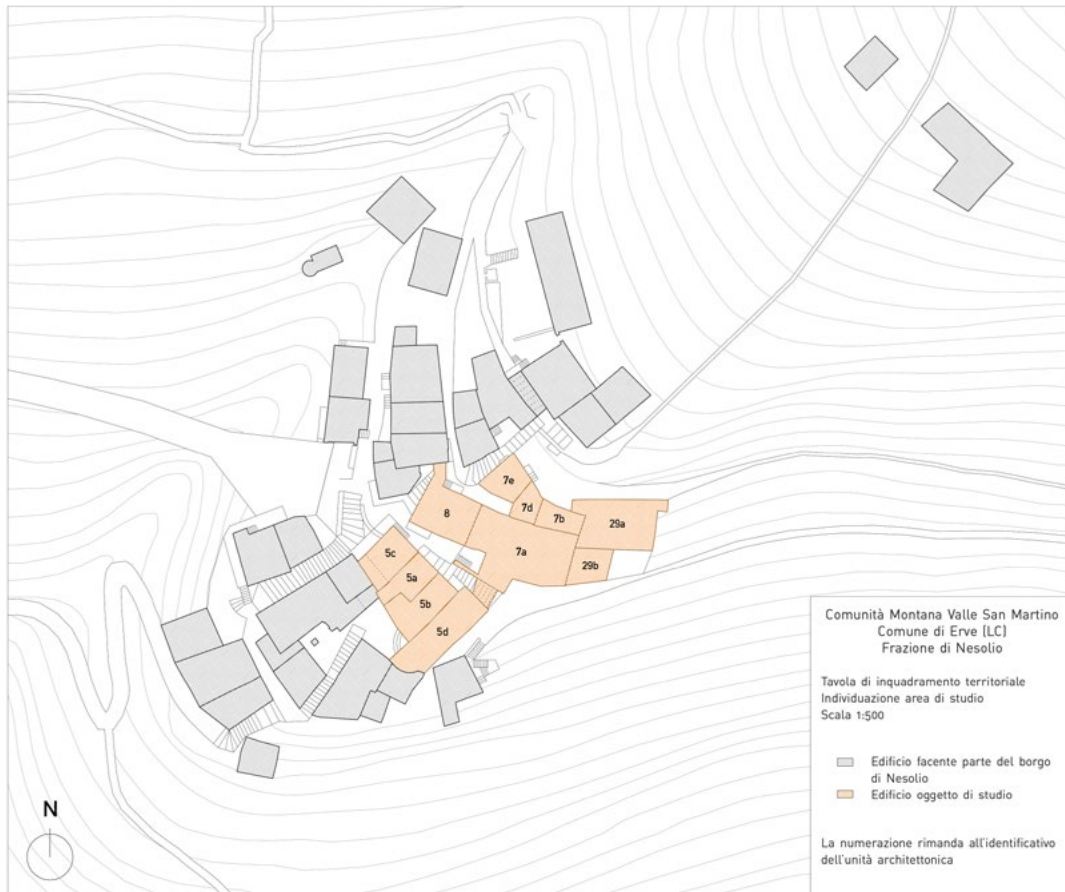 7e
7d
7b
29a
8
7a
29b
5c
5a
5b
5d
Comunità Montana Valle San Martino
Comune di Erve (LC)
Frazione di Nesolio
Tavola di inquadramento territoriale
Individuazione area di studio
Scala 1:500
Edificio facente parte del borgo
di Nesolio
Edificio oggetto di studio
La numerazione rimanda all'identificativo
dell'unità architettonica
N